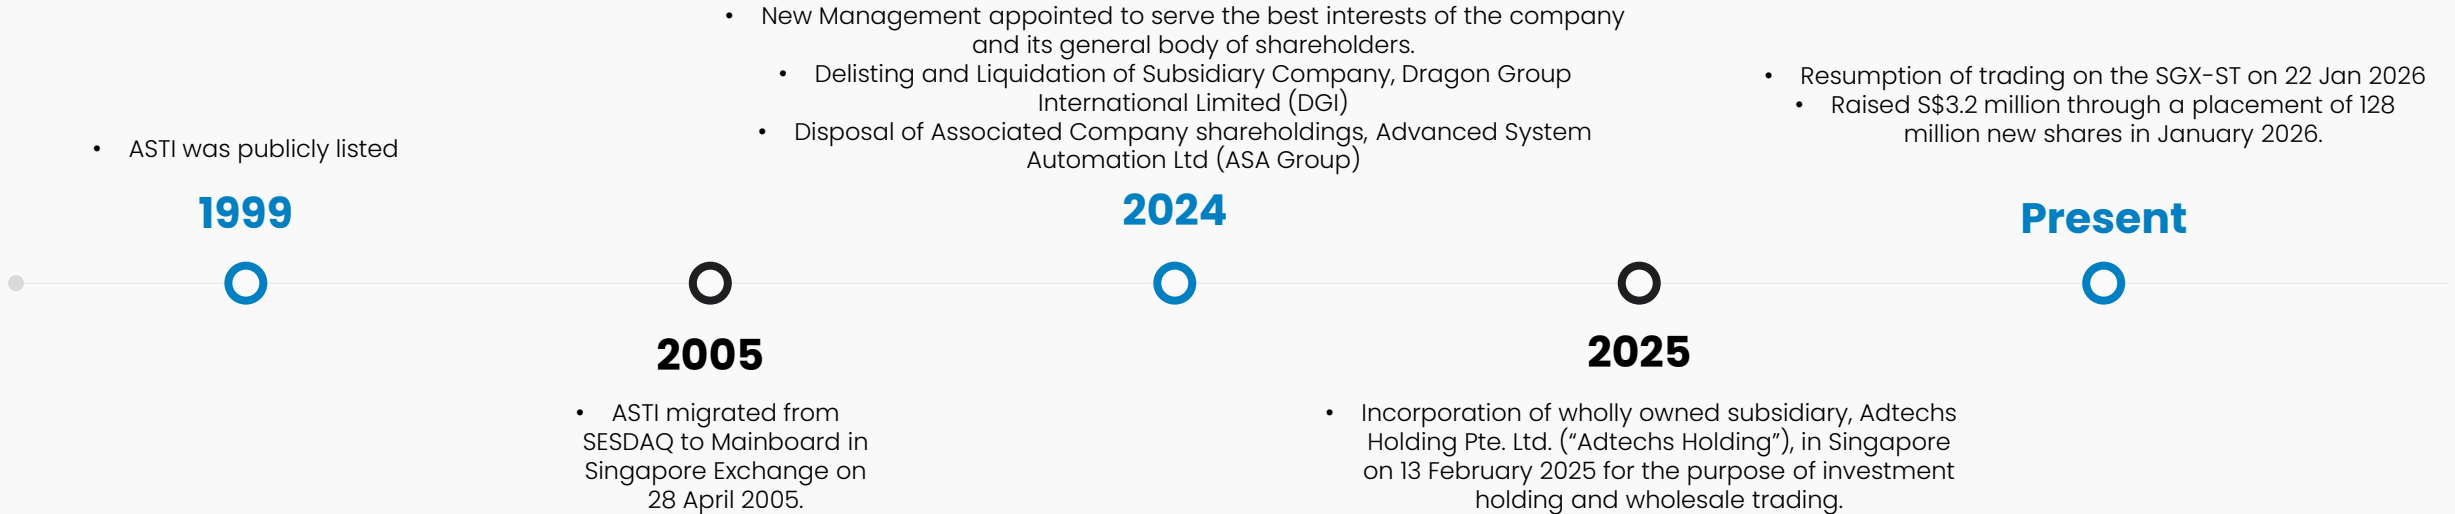 • ASTI was publicly listed
1999
2005
• ASTI migrated from
SESDAQ to Mainboard in
Singapore Exchange on
28 April 2005.
• New Management appointed to serve the best interests of the company
and its general body of shareholders.
• Delisting and Liquidation of Subsidiary Company, Dragon Group
International Limited (DGI)
• Disposal of Associated Company shareholdings, Advanced System
Automation Ltd (ASA Group)
2024
2025
• Incorporation of wholly owned subsidiary, Adtechs
Holding Pte. Ltd. (“Adtechs Holding”), in Singapore
on 13 February 2025 for the purpose of investment
holding and wholesale trading.
• Resumption of trading on the SGX-ST on 22 Jan 2026
• Raised S$3.2 million through a placement of 128
million new shares in January 2026.
Present